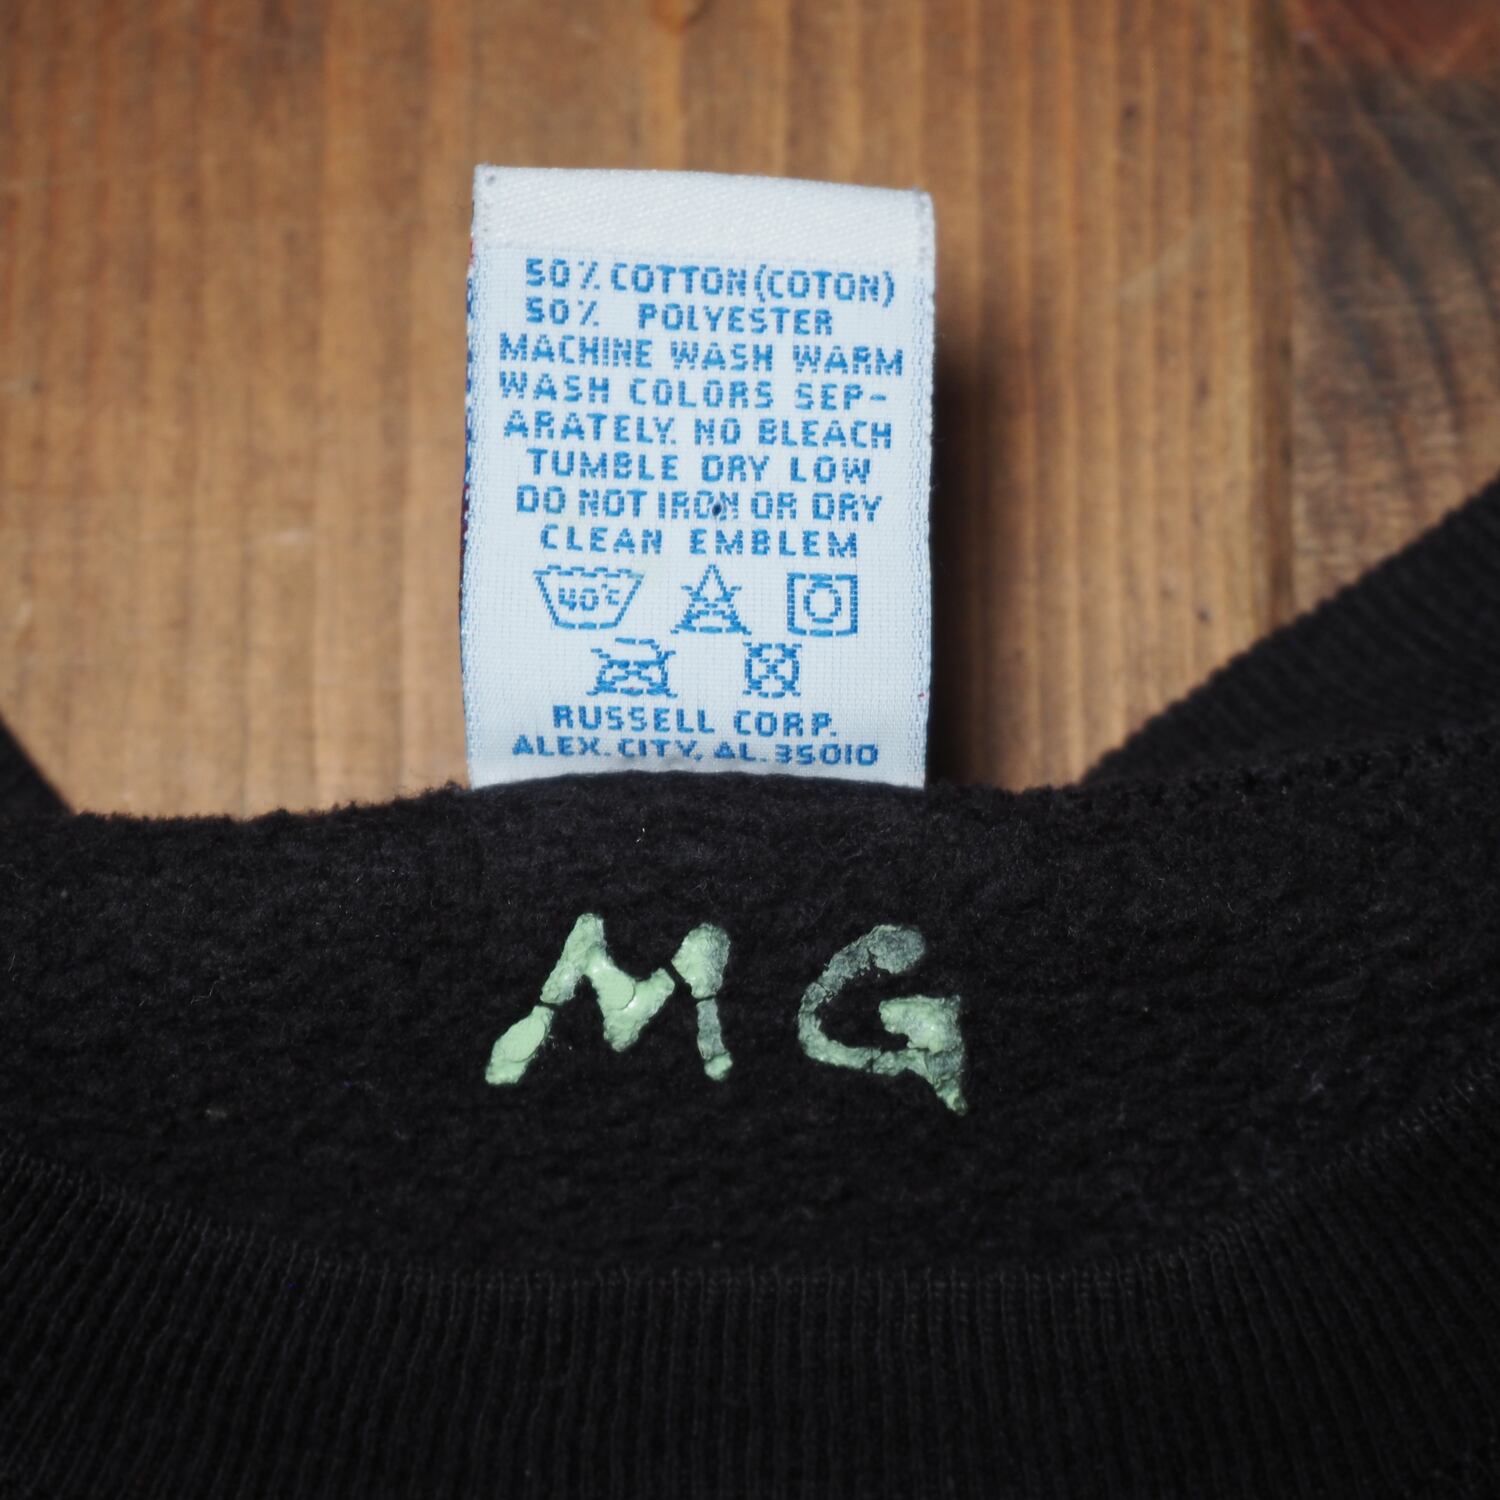 50% COTTON (COTON)
50% POLYESTER
MACHINE WASH WARM
WASH COLORS SEP-
ARATELY. NO BLEACH
TUMBLE DRY LOW
DO NOT IRON OR DRY
CLEAN EMBLEM
40°C
RUSSELL CORP.
ALEX. CITY, AL. 35010
MG